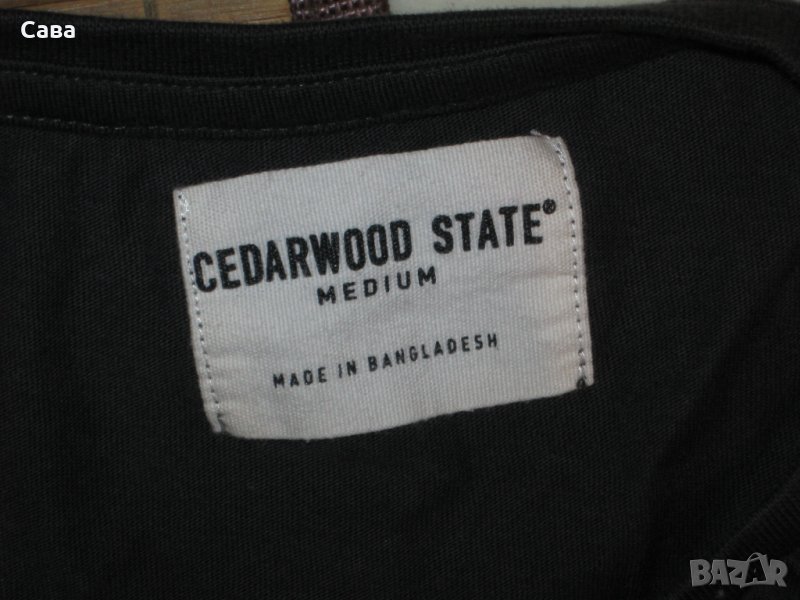 Сава
CEDARWOOD STATE®
MEDIUM
MADE IN BANGLADESH
BAZAR